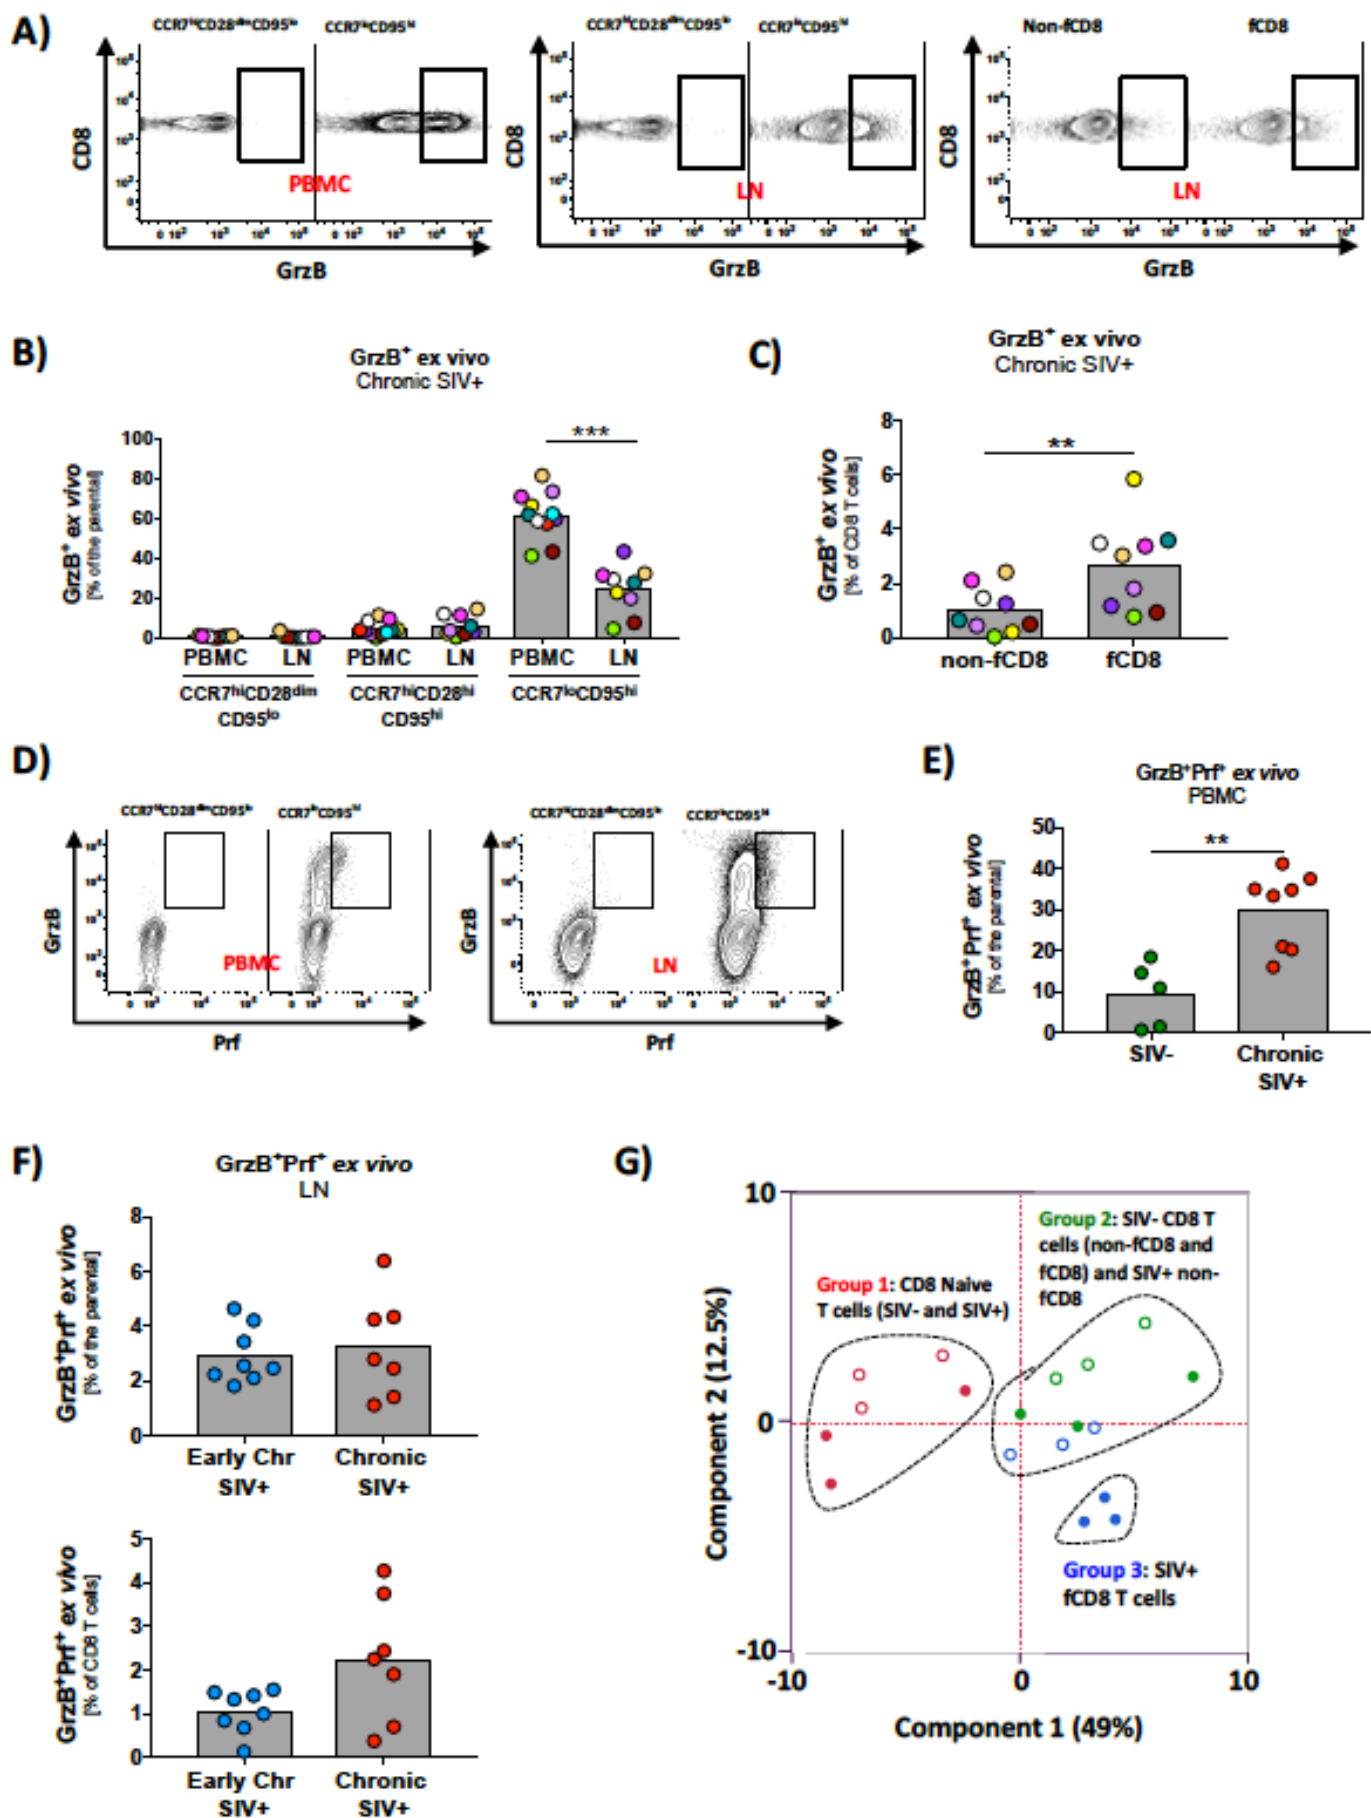 A)
CCR7hiCD28dimCD95lo CCR7loCD95hi
CCR7hiCD28dimCD95lo CCR7loCD95hi
Non-fCD8 fCD8
CD8
PBMC
GrzB
CD8
LN
GrzB
CD8
LN
GrzB
B)
GrzB+ ex vivo
Chronic SIV+
GrzB+ ex vivo
[% of the parental]
100
80
60
40
20
0
***
PBMC LN PBMC LN PBMC LN
CCR7hiCD28dim CCR7hiCD28hi CCR7loCD95hi
CD95lo CD95hi
C)
GrzB+ ex vivo
Chronic SIV+
GrzB+ ex vivo
[% of CD8 T cells]
8
6
4
2
0
**
non-fCD8 fCD8
D)
CCR7hiCD28dimCD95lo CCR7loCD95hi
CCR7hiCD28dimCD95lo CCR7loCD95hi
GrzB
PBMC
Prf
GrzB
LN
Prf
E)
GrzB+Prf+ ex vivo
PBMC
GrzB+Prf+ ex vivo
[% of the parental]
50
40
30
20
10
0
**
SIV- Chronic
SIV+
F)
GrzB+Prf+ ex vivo
LN
GrzB+Prf+ ex vivo
[% of the parental]
8
6
4
2
0
Early Chr Chronic
SIV+ SIV+
GrzB+Prf+ ex vivo
[% of CD8 T cells]
5
4
3
2
1
0
Early Chr Chronic
SIV+ SIV+
G)
10
0
-10
Component 2 (12.5%)
Group 1: CD8 Naive
T cells (SIV- and SIV+)
Group 2: SIV- CD8 T
cells (non-fCD8 and
fCD8) and SIV+ non-
fCD8
Group 3: SIV+
fCD8 T cells
-10 0 10
Component 1 (49%)